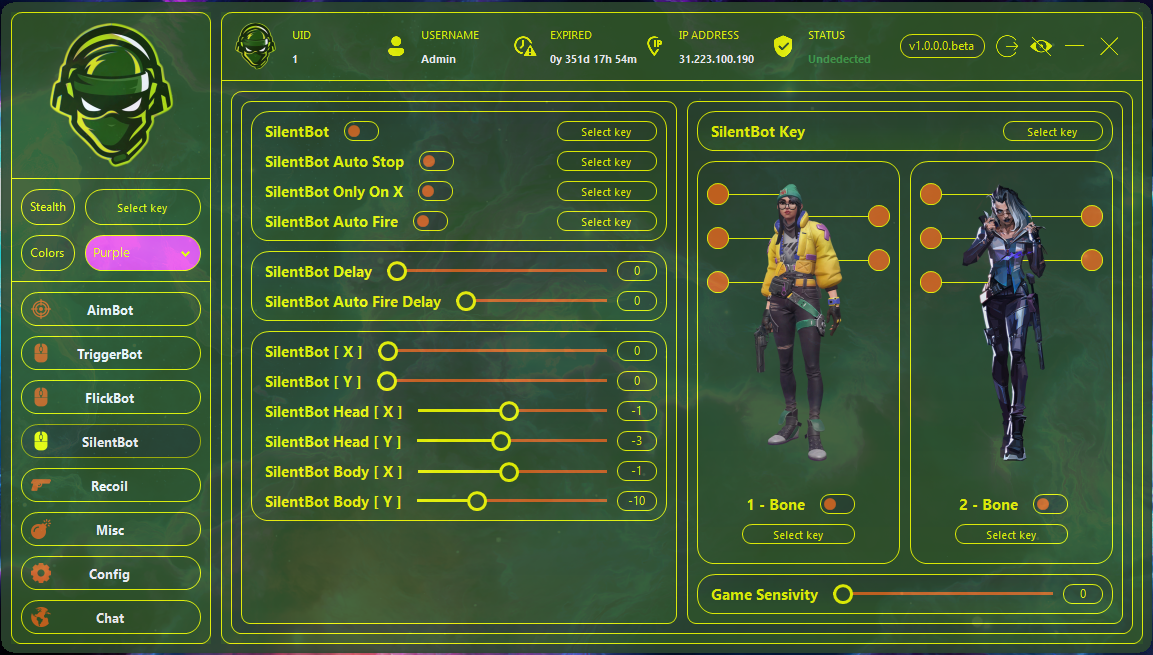 UID
1
USERNAME
Admin
EXPIRED
0y 351d 17h 54m
IP
IP ADDRESS
31.223.100.190
STATUS
Undedected
v1.0.0.0.beta
Stealth
Select key
Colors
Purple
AimBot
TriggerBot
FlickBot
SilentBot
Recoil
Misc
Config
Chat
SilentBot
Select key
SilentBot Auto Stop
Select key
SilentBot Only On X
Select key
SilentBot Auto Fire
Select key
SilentBot Delay
0
SilentBot Auto Fire Delay
0
SilentBot [ X ]
0
SilentBot [ Y ]
0
SilentBot Head [ X ]
-1
SilentBot Head [ Y ]
-3
SilentBot Body [ X ]
-1
SilentBot Body [ Y ]
-10
SilentBot Key
Select key
1 - Bone
Select key
2 - Bone
Select key
Game Sensivity
0